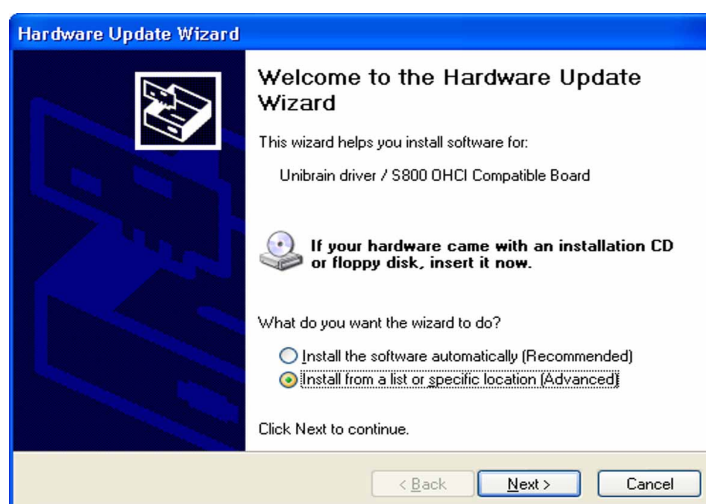 Hardware Update Wizard
Welcome to the Hardware Update
Wizard
This wizard helps you install software for:
Unibrain driver / S800 OHCI Compatible Board
If your hardware came with an installation CD
or floppy disk, insert it now.
What do you want the wizard to do?
Install the software automatically (Recommended)
Install from a list or specific location (Advanced)
Click Next to continue.
< Back Next > Cancel